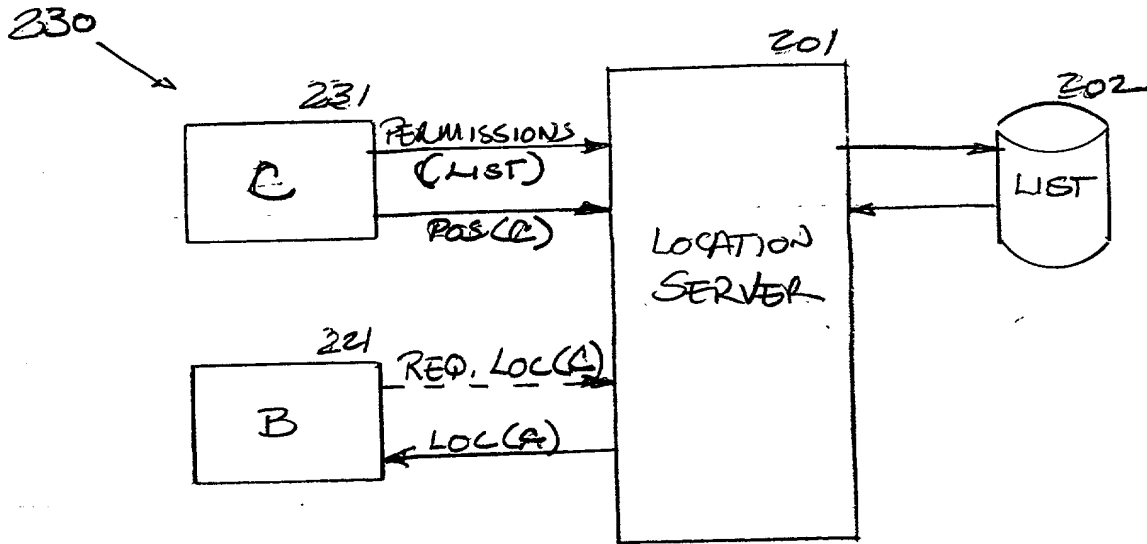 230
201
202
231
PERMISSIONS
(LIST)
C
POS(C)
LIST
LOCATION
SERVER
221
REQ. LOC(C)
B
LOC(A)